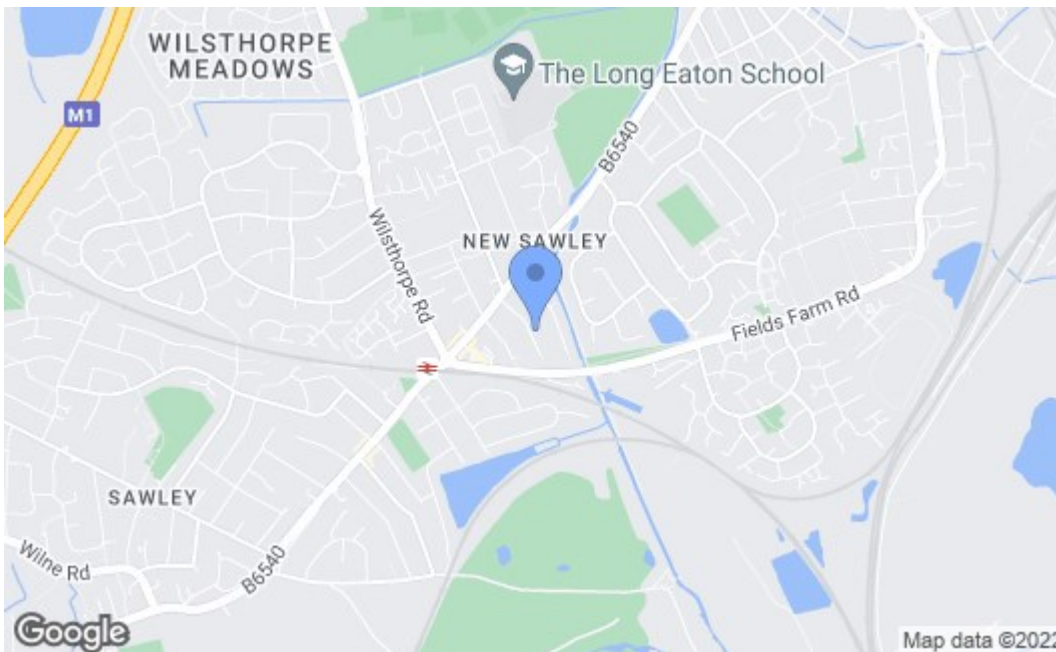 WILSTHORPE
MEADOWS
The Long Eaton School
M1
B6540
Wilsthorpe Rd
NEW SAWLEY
Fields Farm Rd
SAWLEY
Wilne Rd
B6540
Google
Map data ©2022